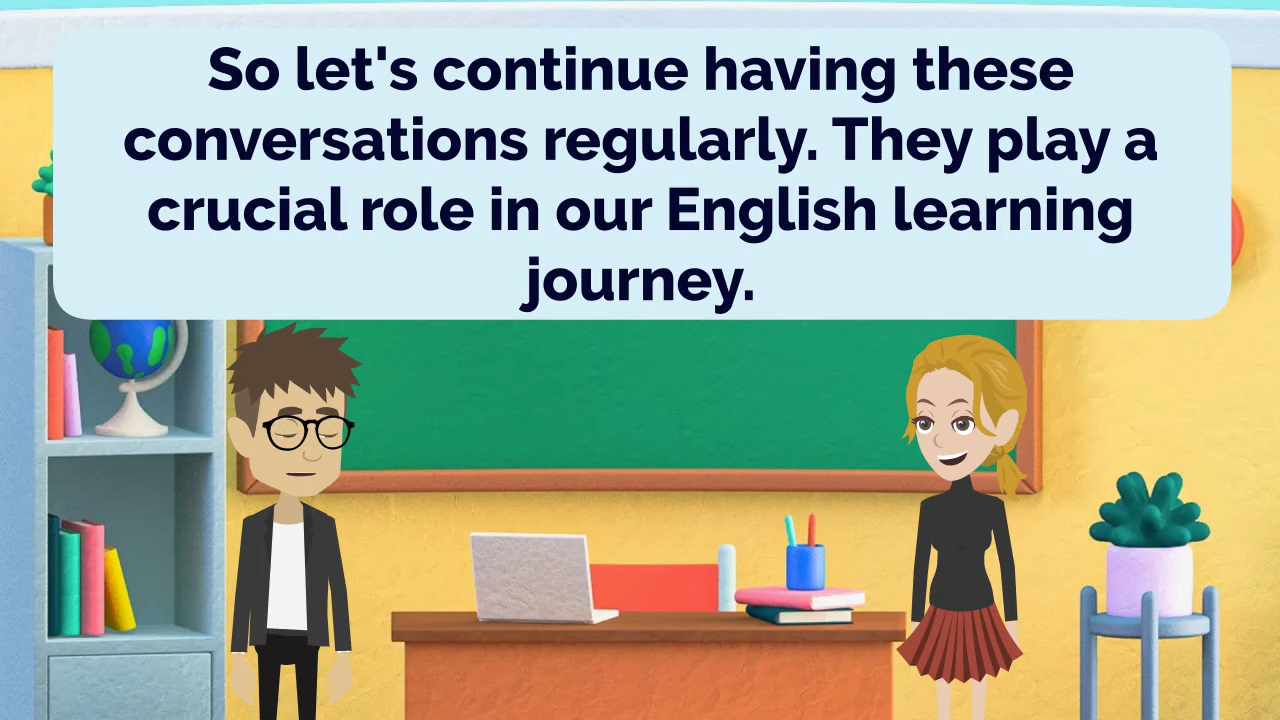 So let's continue having these
conversations regularly. They play a
crucial role in our English learning
journey.